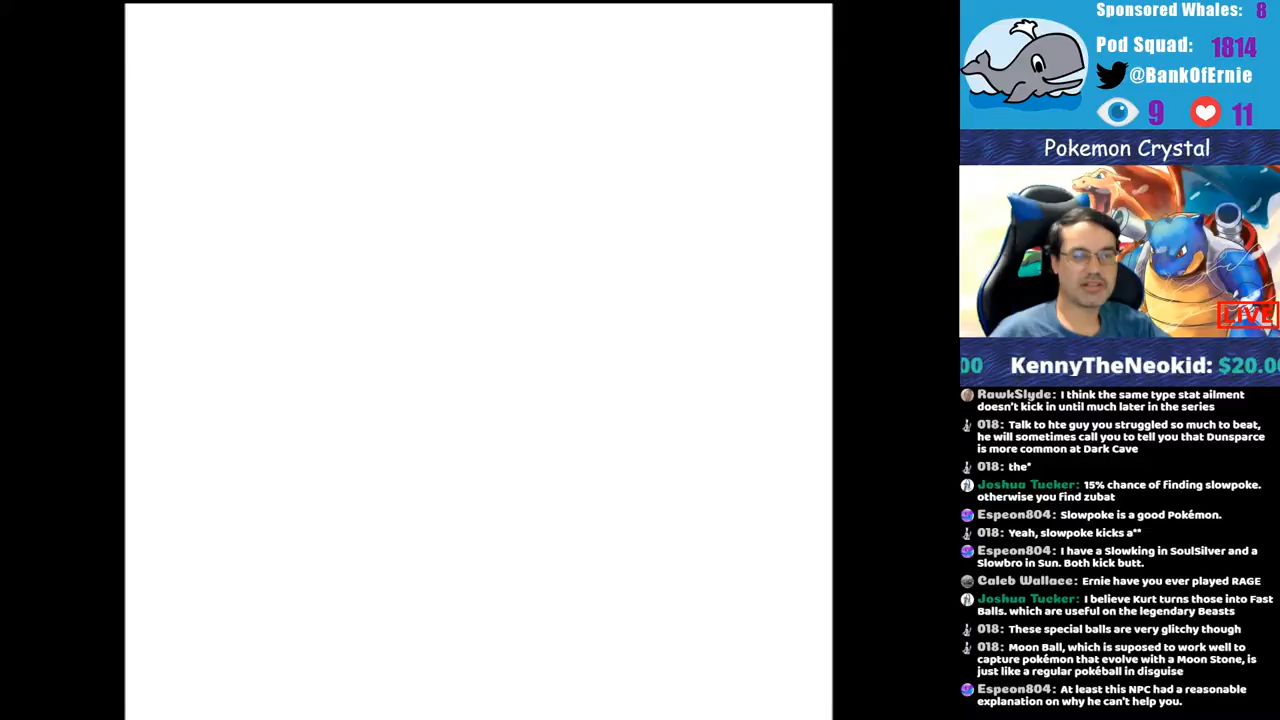 Sponsored Whales: 8
Pod Squad: 1814
@BankOfErnie
9 11
Pokemon Crystal
LIVE
00 KennyTheNeokid: $20.00
RawkSlyde: I think the same type stat ailment
doesn't kick in until much later in the series
018: Talk to hte guy you struggled so much to beat,
he will sometimes call you to tell you that Dunsparce
is more common at Dark Cave
018: the*
Joshua Tucker: 15% chance of finding slowpoke.
otherwise you find zubat
Espeon804: Slowpoke is a good Pokémon.
018: Yeah, slowpoke kicks a**
Espeon804: I have a Slowking in SoulSilver and a
Slowbro in Sun. Both kick butt.
Caleb Wallace: Ernie have you ever played RAGE
Joshua Tucker: I believe Kurt turns those into Fast
Balls. which are useful on the legendary Beasts
018: These special balls are very glitchy though
018: Moon Ball, which is suposed to work well to
capture pokémon that evolve with a Moon Stone, is
just like a regular pokéball in disguise
Espeon804: At least this NPC had a reasonable
explanation on why he can't help you.